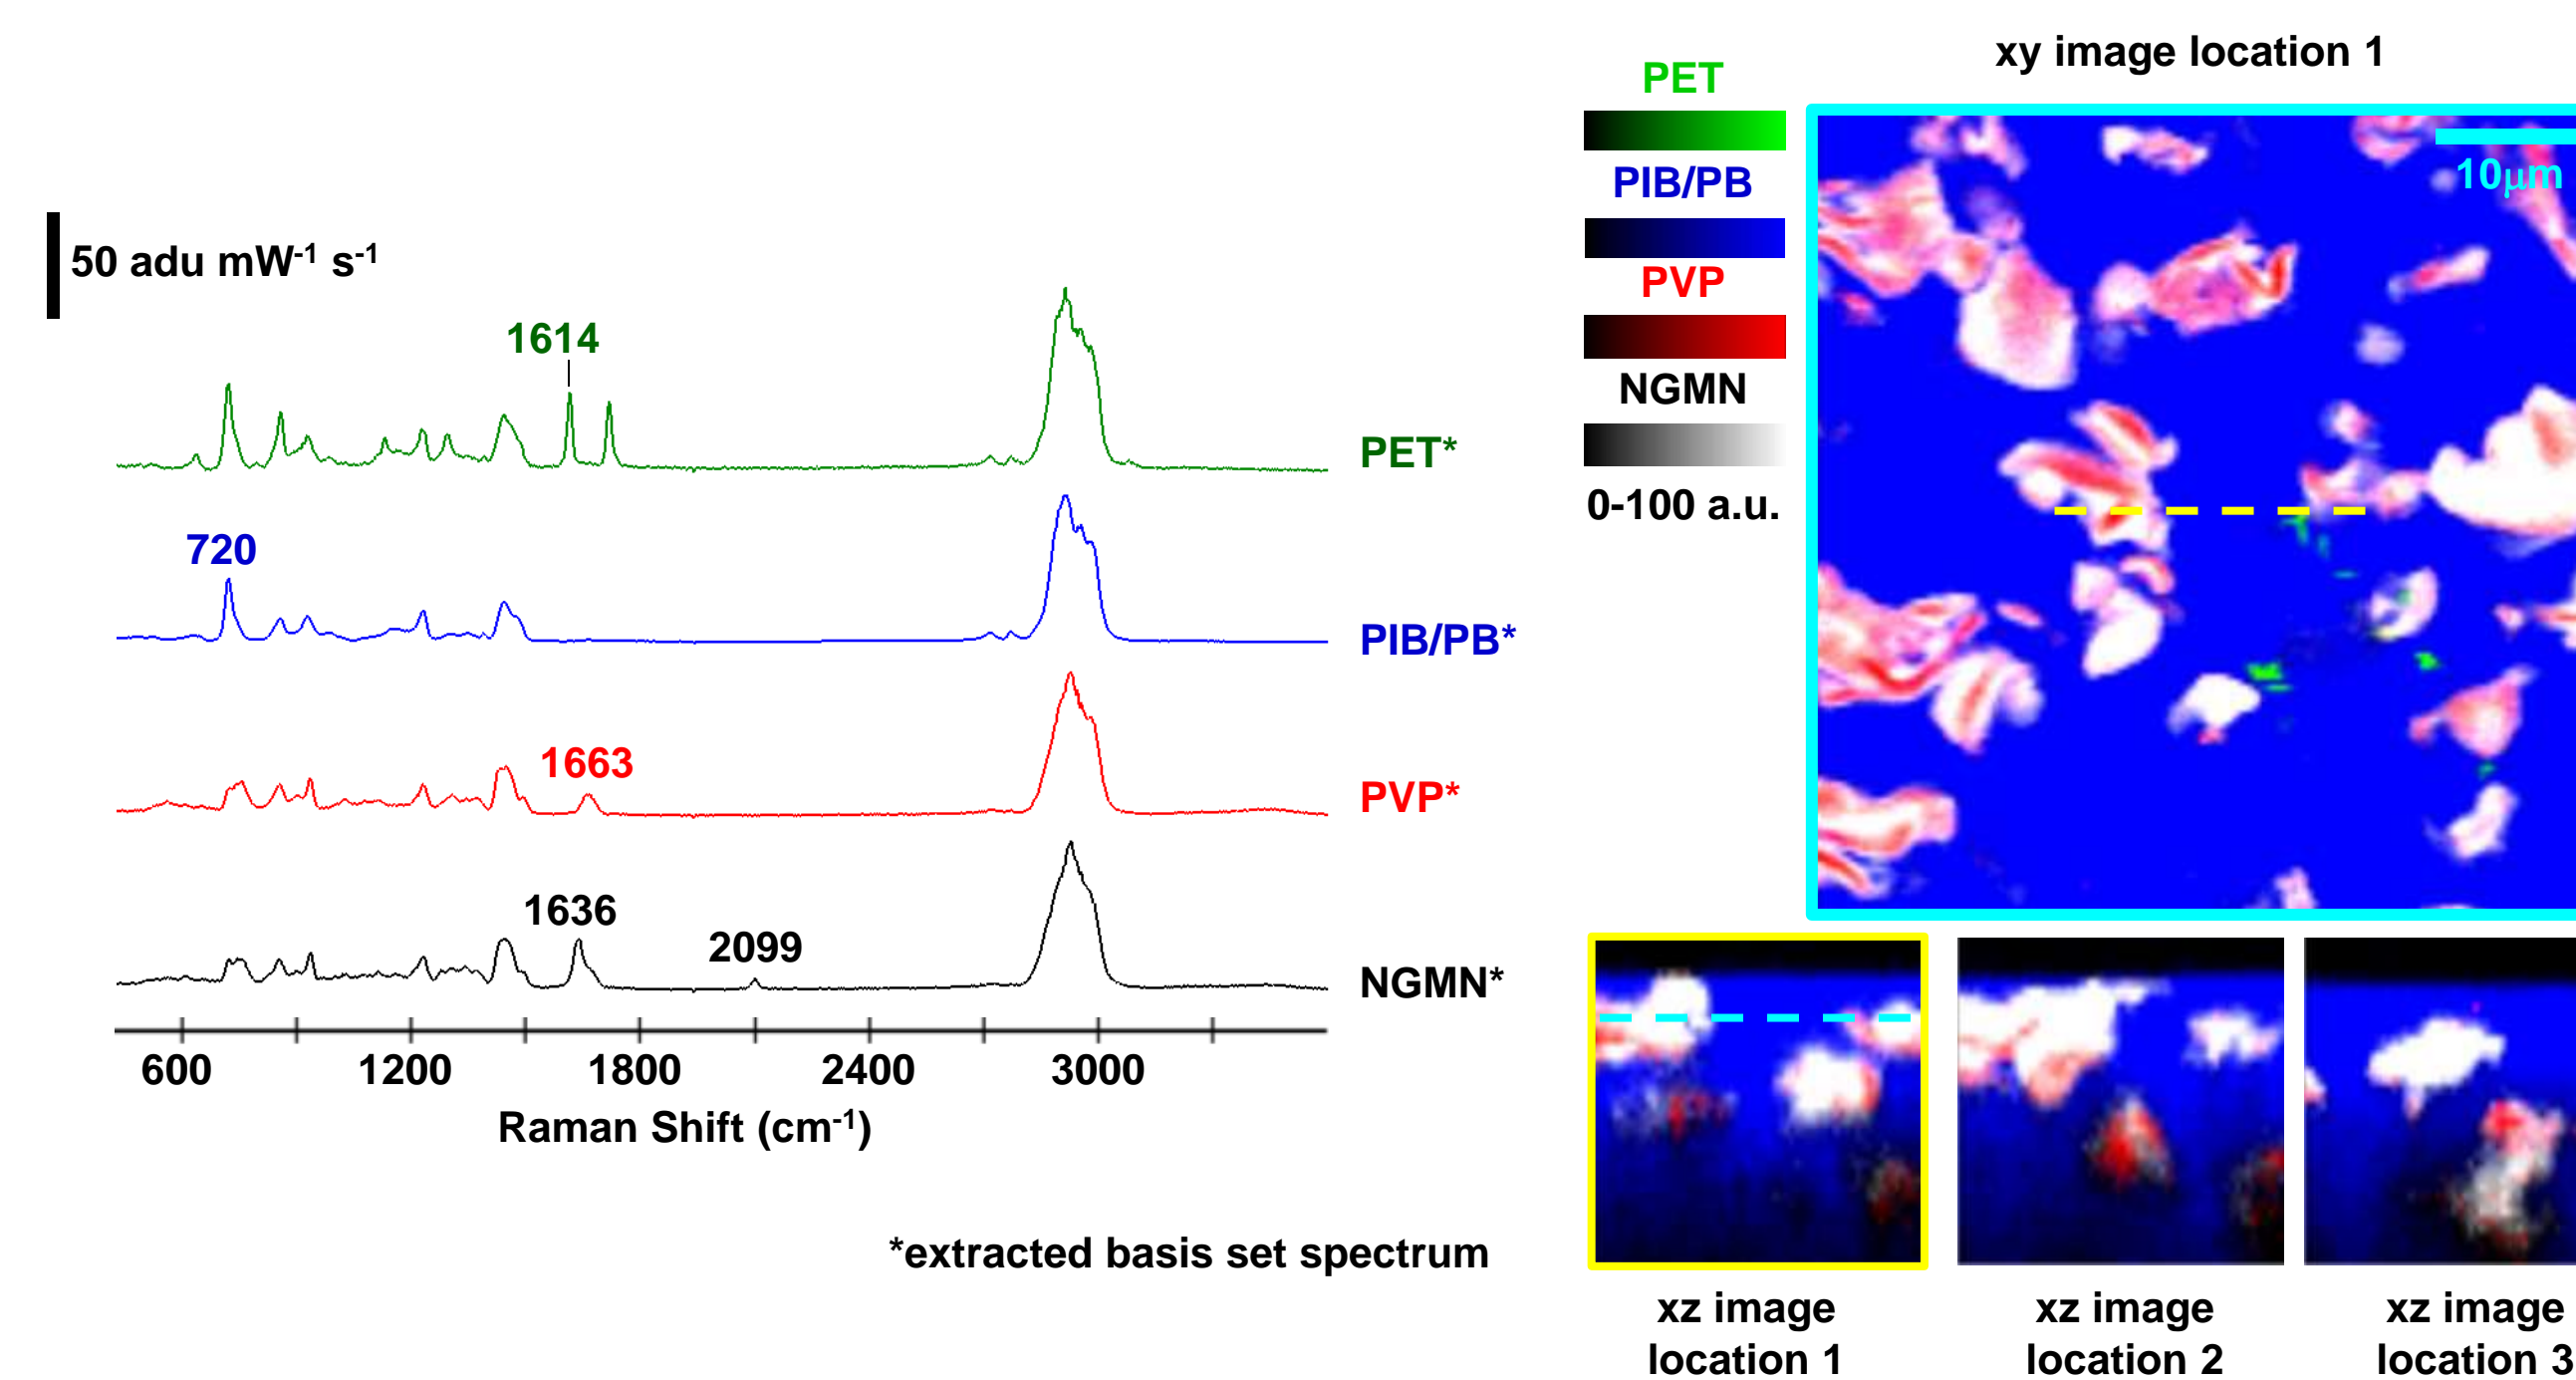 xy image location 1
PET
PIB/PB
PVP
NGMN
0-100 a.u.
10μm
50 adu mW-1 s-1
1614
PET*
720
PIB/PB*
1663
PVP*
1636
2099
NGMN*
600 1200 1800 2400 3000
Raman Shift (cm-1)
*extracted basis set spectrum
xz image
location 1
xz image
location 2
xz image
location 3